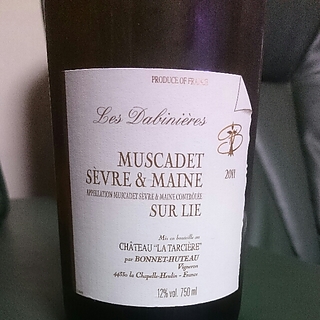 PRODUCE OF FRANCE
Les Dabinières
MUSCADET
SÈVRE & MAINE
2011
APPELLATION MUSCADET SÈVRE & MAINE CONTRÔLÉE
SUR LIE
Mis en bouteille au
CHÂTEAU "LA TARCIÈRE"
par BONNET-HUTEAU
Vigneron
44330 la Chapelle-Heulin - France
12% vol. 750 ml